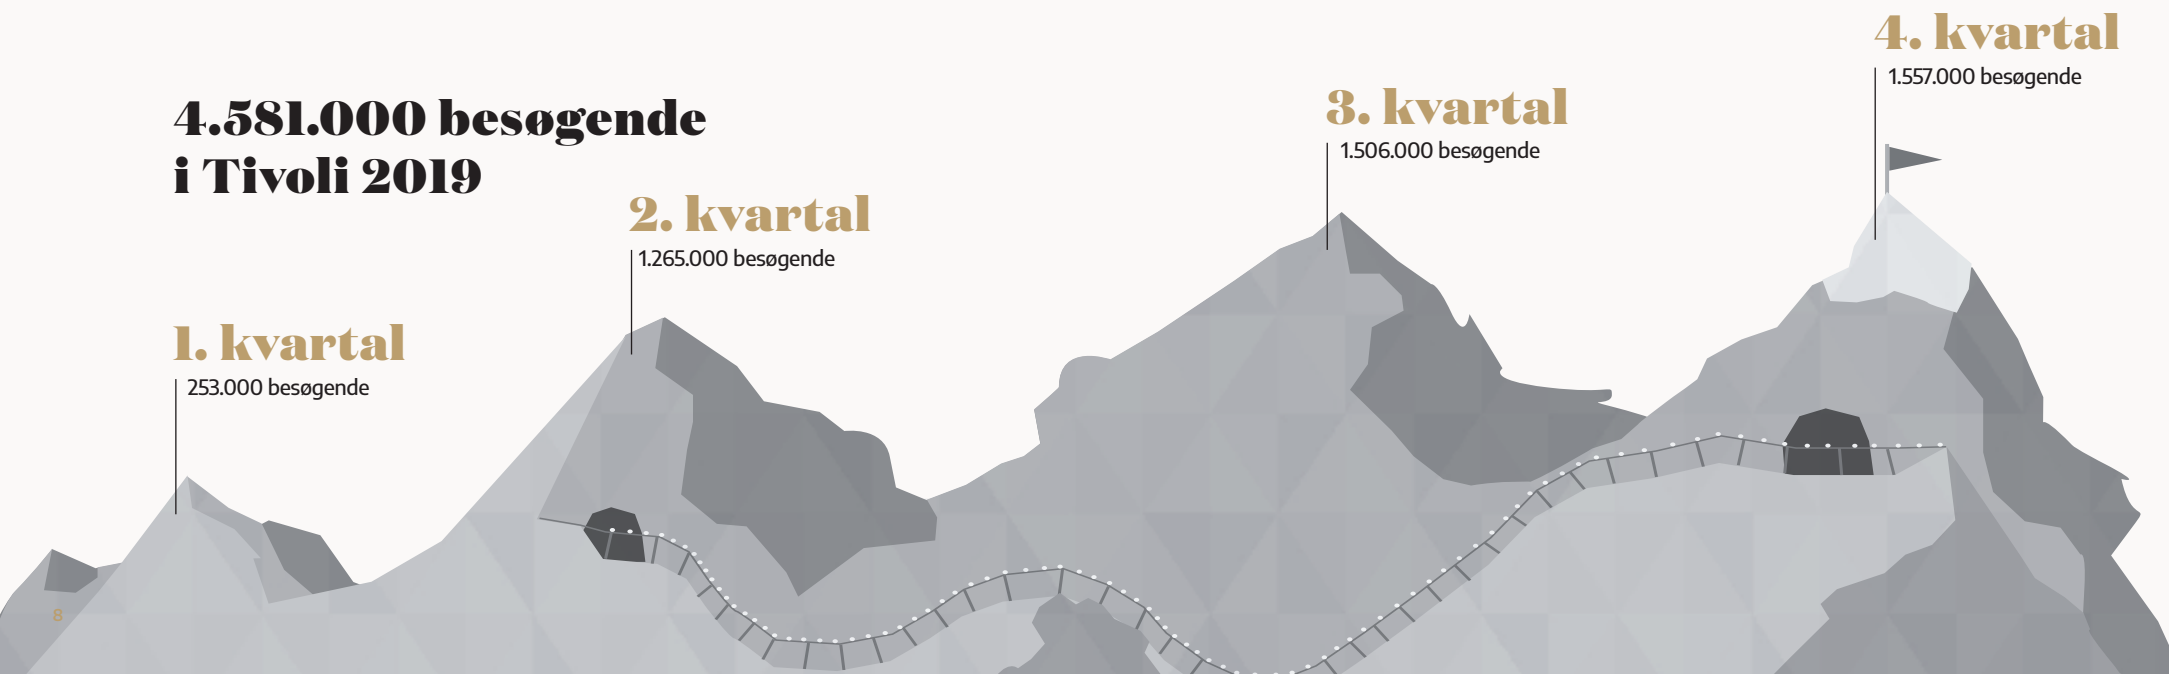 4.581.000 besøgende
i Tivoli 2019
1. kvartal
253.000 besøgende
2. kvartal
1.265.000 besøgende
3. kvartal
1.506.000 besøgende
4. kvartal
1.557.000 besøgende
8